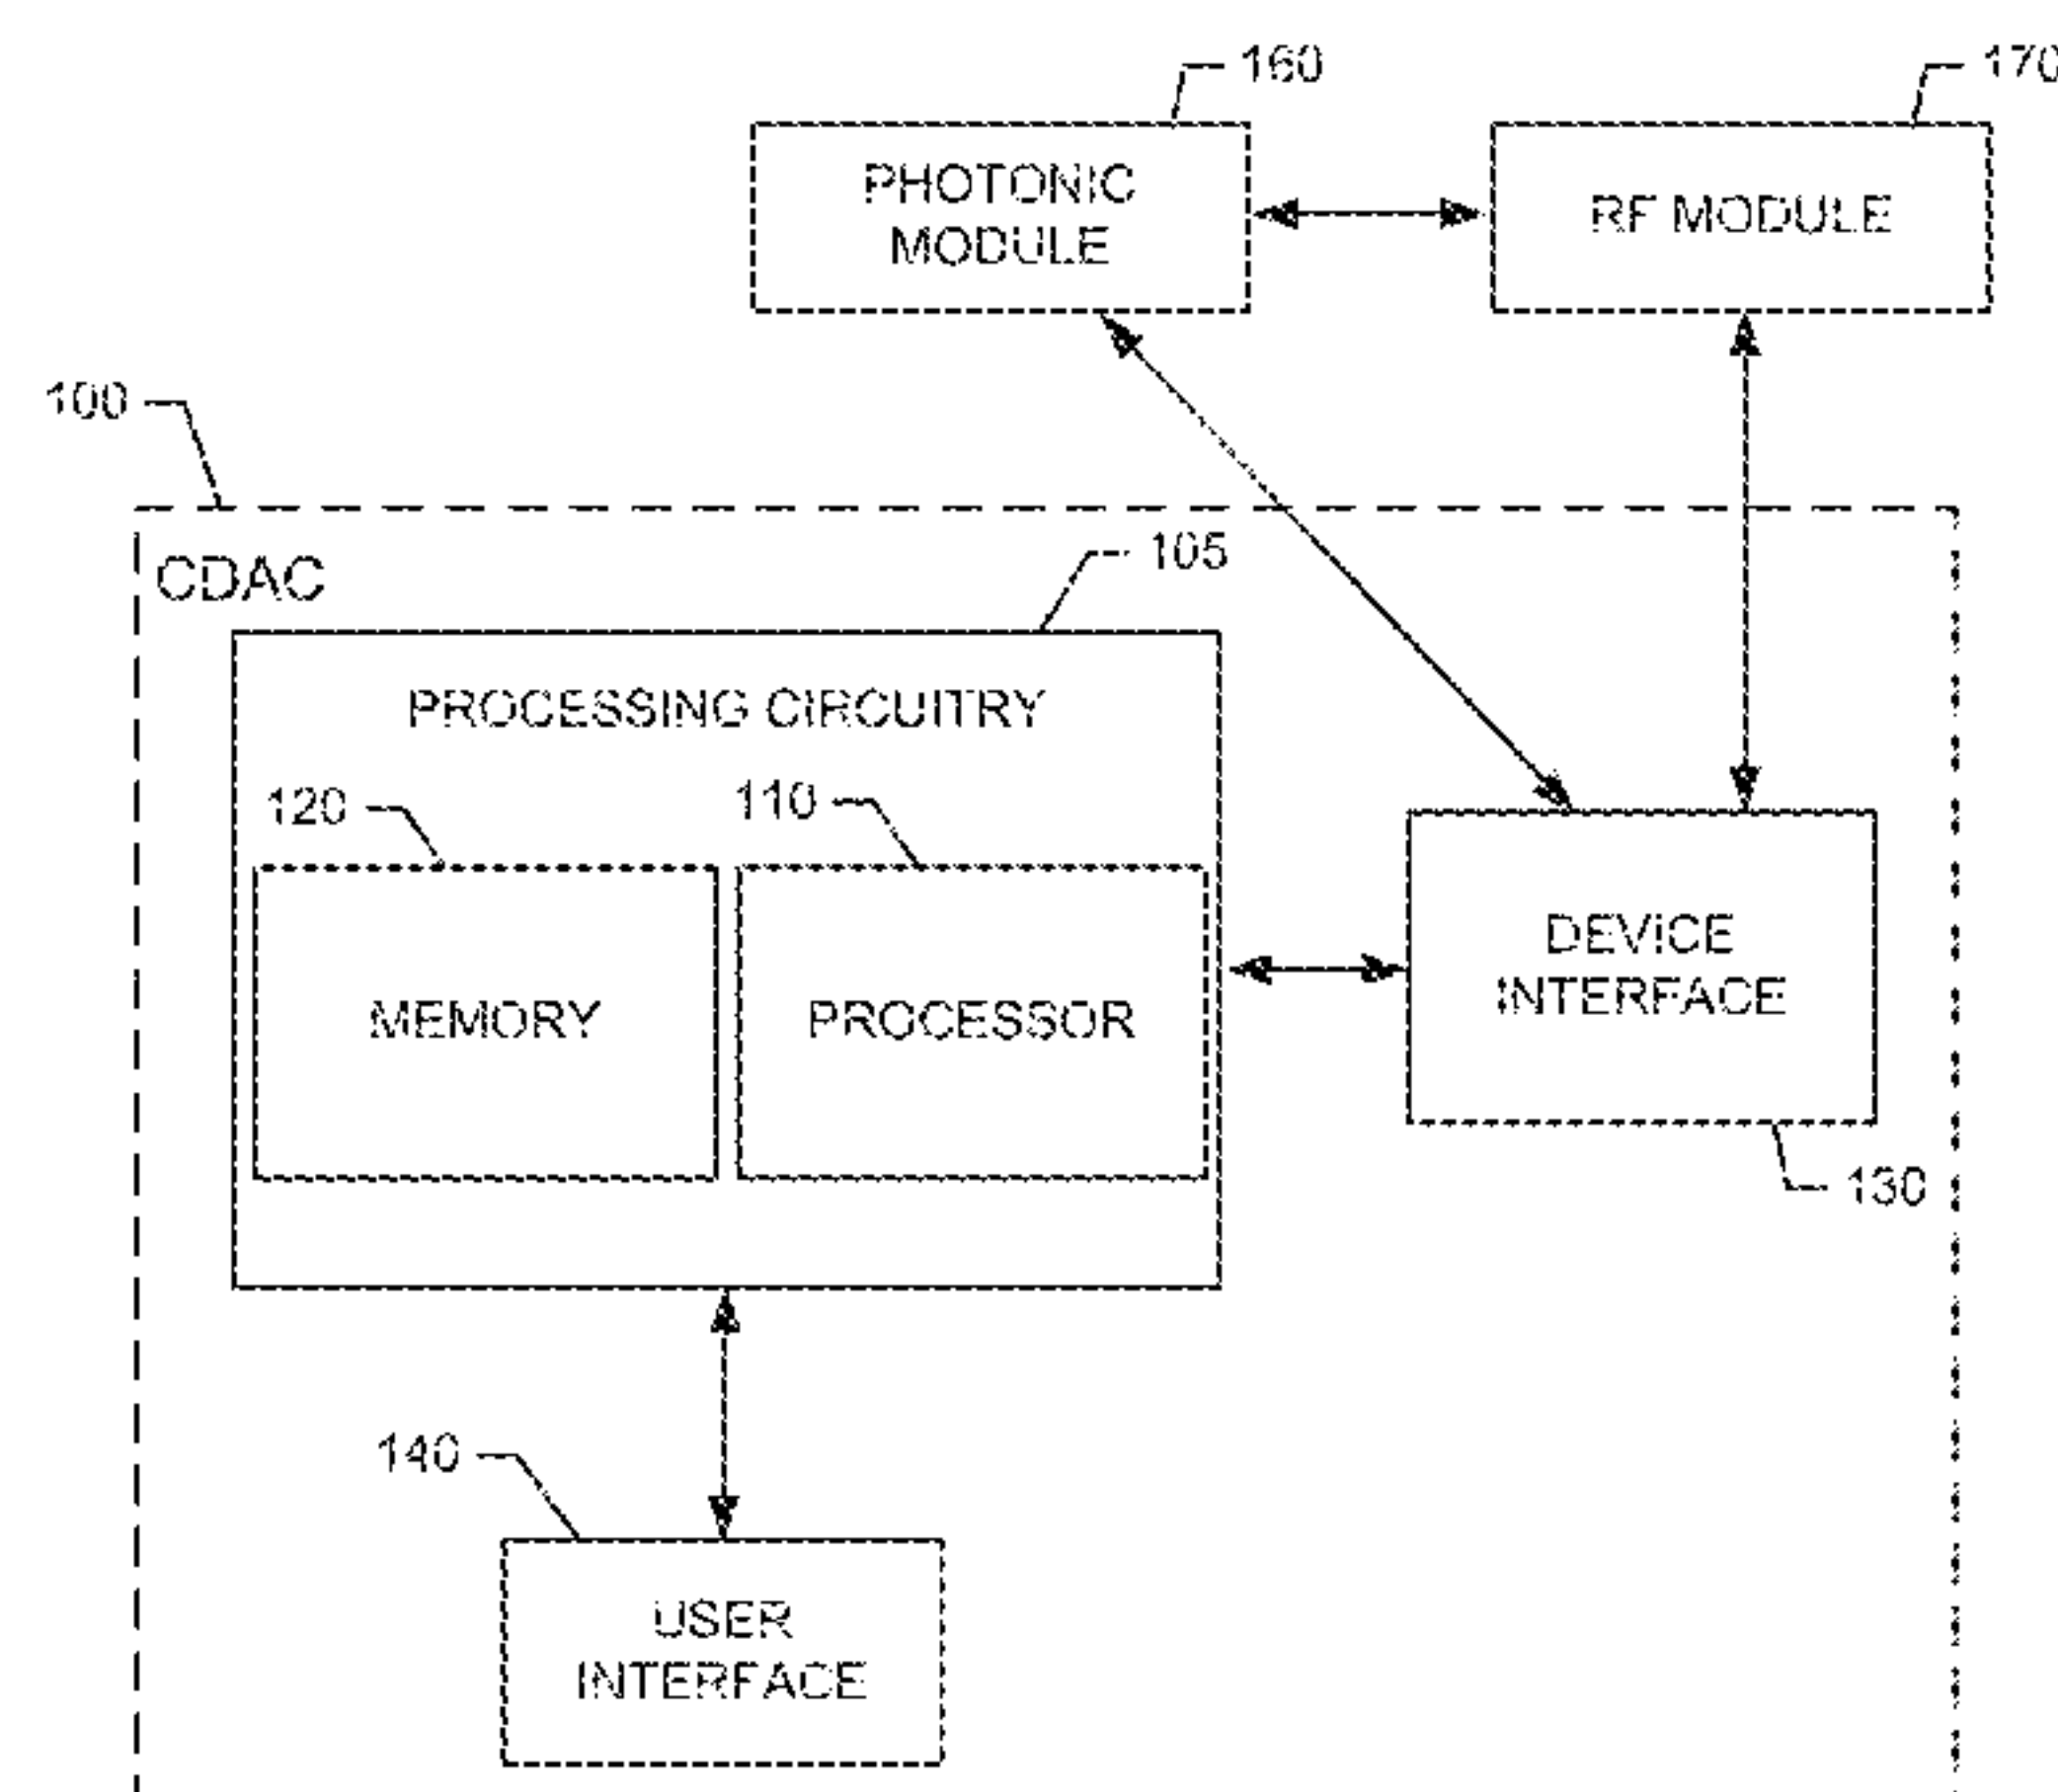 160
170
PHOTONIC
MODULE
RF MODULE
100
CDAC
105
PROCESSING CIRCUITRY
120
110
MEMORY
PROCESSOR
DEVICE
INTERFACE
130
140
USER
INTERFACE